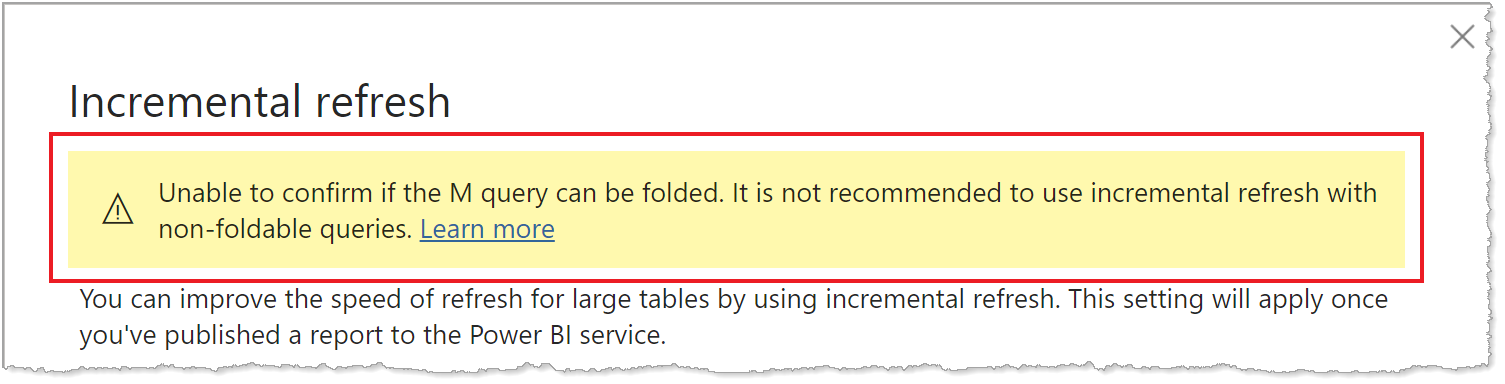 Incremental refresh
Unable to confirm if the M query can be folded. It is not recommended to use incremental refresh with
non-foldable queries. Learn more
You can improve the speed of refresh for large tables by using incremental refresh. This setting will apply once
you've published a report to the Power BI service.